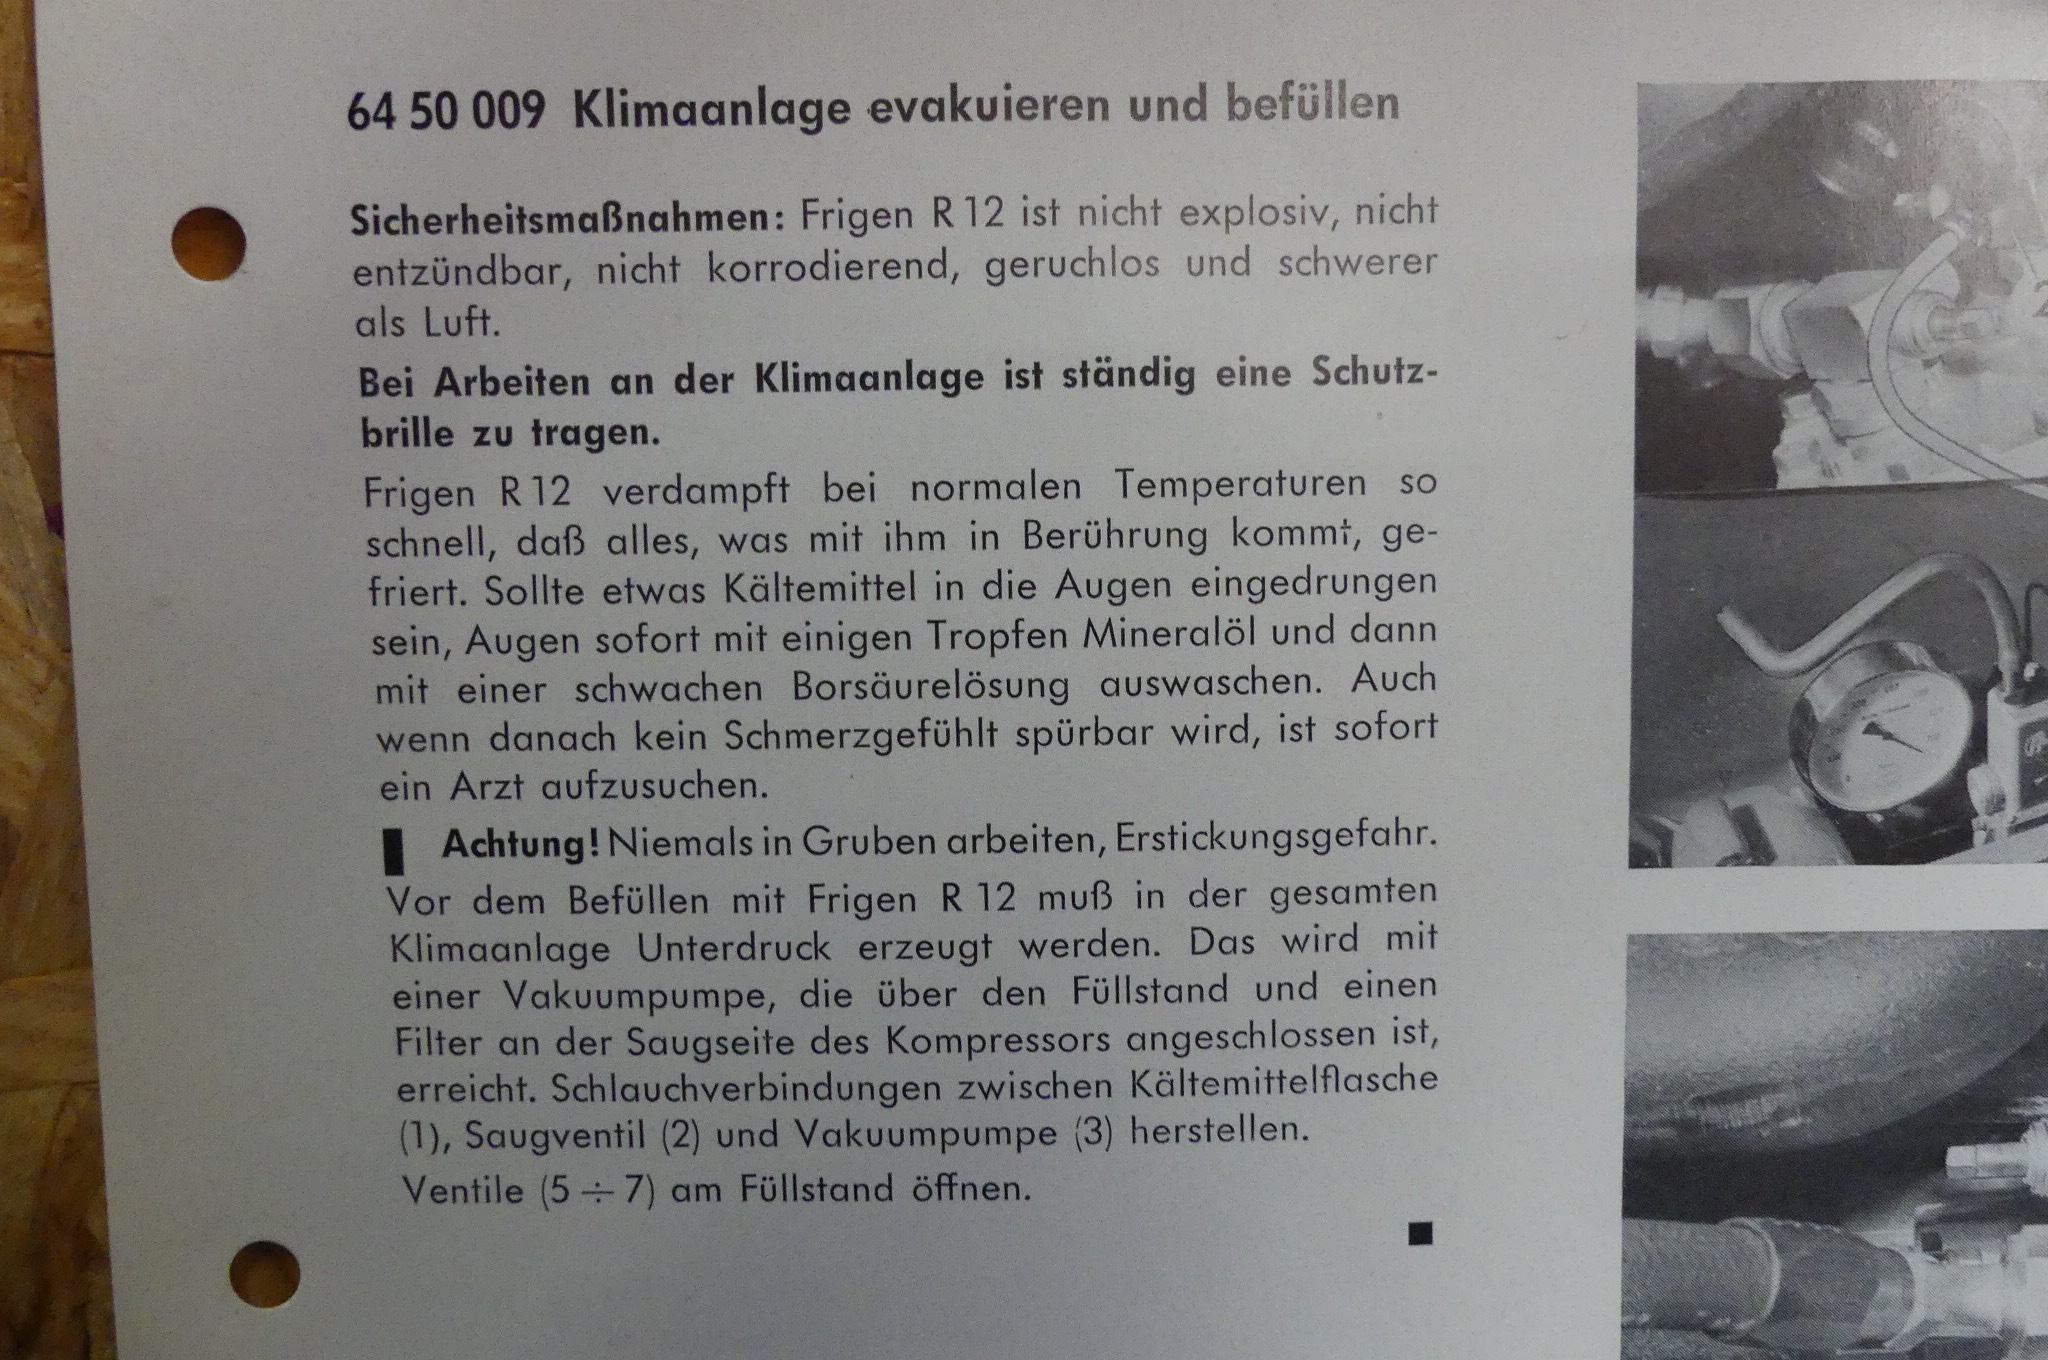 64 50 009 Klimaanlage evakuieren und befüllen
Sicherheitsmaßnahmen: Frigen R 12 ist nicht explosiv, nicht
entzündbar, nicht korrodierend, geruchlos und schwerer
als Luft.
Bei Arbeiten an der Klimaanlage ist ständig eine Schutz-
brille zu tragen.
Frigen R 12 verdampft bei normalen Temperaturen so
schnell, daß alles, was mit ihm in Berührung kommt, ge-
friert. Sollte etwas Kältemittel in die Augen eingedrungen
sein, Augen sofort mit einigen Tropfen Mineralöl und dann
mit einer schwachen Borsäurelösung auswaschen. Auch
wenn danach kein Schmerzgefühlt spürbar wird, ist sofort
ein Arzt aufzusuchen.
Achtung! Niemals in Gruben arbeiten, Erstickungsgefahr.
Vor dem Befüllen mit Frigen R 12 muß in der gesamten
Klimaanlage Unterdruck erzeugt werden. Das wird mit
einer Vakuumpumpe, die über den Füllstand und einen
Filter an der Saugseite des Kompressors angeschlossen ist,
erreicht. Schlauchverbindungen zwischen Kältemittelflasche
(1), Saugventil (2) und Vakuumpumpe (3) herstellen.
Ventile (5 ÷ 7) am Füllstand öffnen.